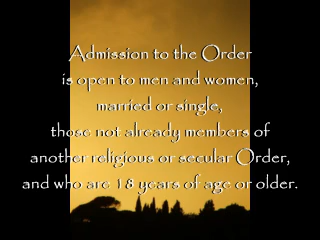 Admission to the Order
is open to men and women,
married or single,
those not already members of
another religious or secular Order,
and who are 18 years of age or older.